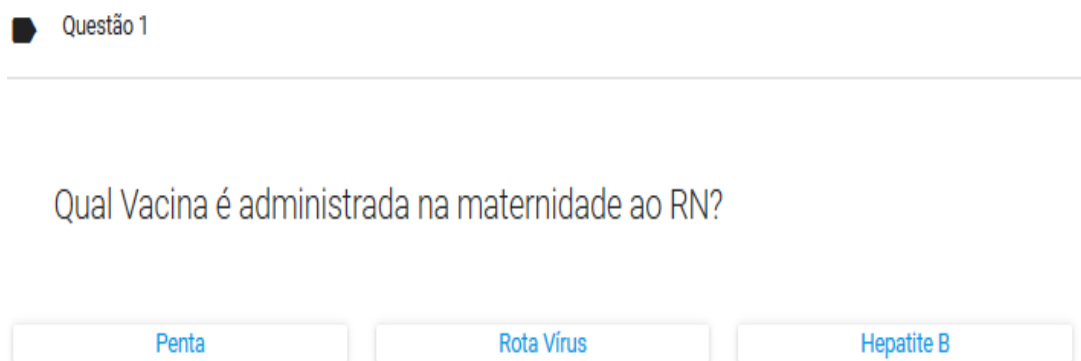 Questão 1
Qual Vacina é administrada na maternidade ao RN?
Penta
Rota Vírus
Hepatite B